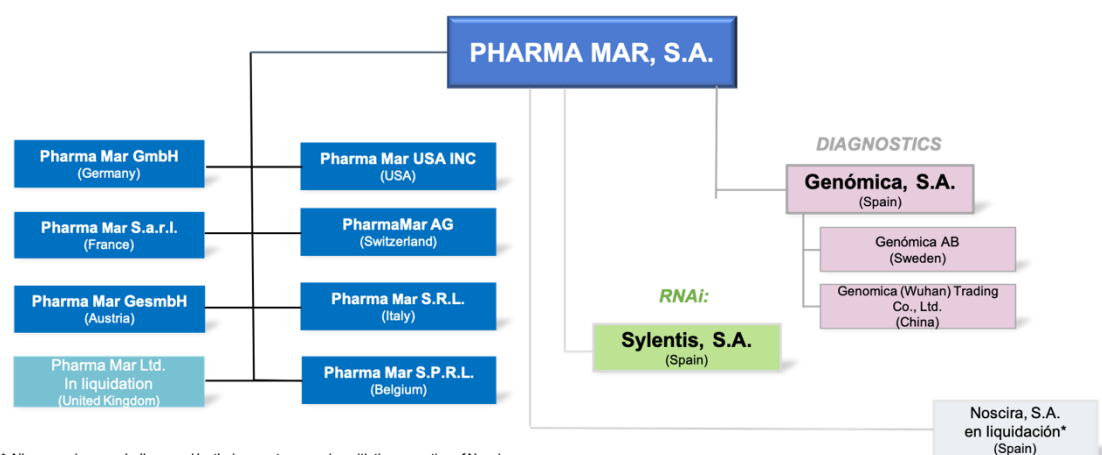 PHARMA MAR, S.A.
Pharma Mar GmbH
(Germany)
Pharma Mar USA INC
(USA)
Pharma Mar S.a.r.l.
(France)
PharmaMar AG
(Switzerland)
Pharma Mar GesmbH
(Austria)
Pharma Mar S.R.L.
(Italy)
Pharma Mar Ltd.
In liquidation
(United Kingdom)
Pharma Mar S.P.R.L.
(Belgium)
RNAi:
Sylentis, S.A.
(Spain)
DIAGNOSTICS
Genómica, S.A.
(Spain)
Genómica AB
(Sweden)
Genomica (Wuhan) Trading
Co., Ltd.
(China)
Noscira, S.A.
en liquidación*
(Spain)